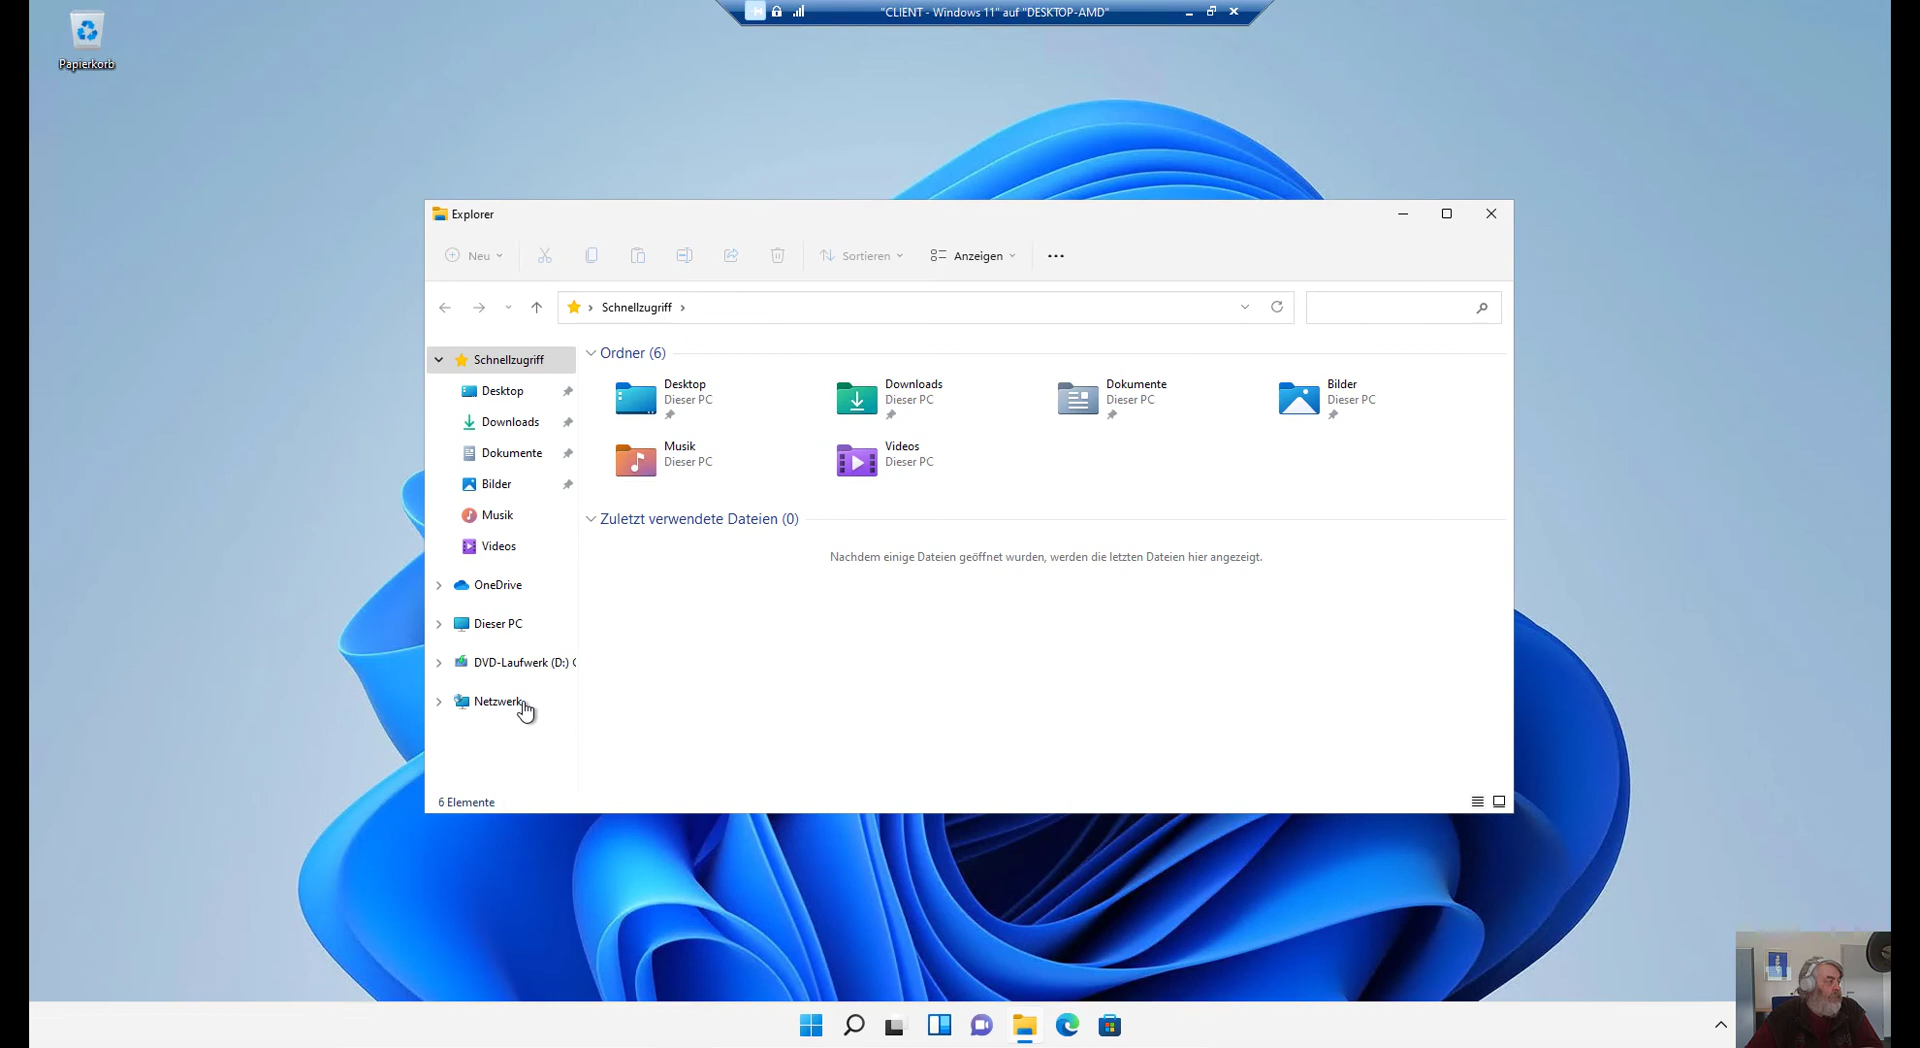 "CLIENT - Windows 11" auf "DESKTOP-AMD"
Papierkorb
Explorer
Neu
Sortieren
Anzeigen
Schnellzugriff
Schnellzugriff
Desktop
Downloads
Dokumente
Bilder
Musik
Videos
OneDrive
Dieser PC
DVD-Laufwerk (D:) C
Netzwerk
Ordner (6)
Desktop
Dieser PC
Downloads
Dieser PC
Dokumente
Dieser PC
Bilder
Dieser PC
Musik
Dieser PC
Videos
Dieser PC
Zuletzt verwendete Dateien (0)
Nachdem einige Dateien geöffnet wurden, werden die letzten Dateien hier angezeigt.
6 Elemente